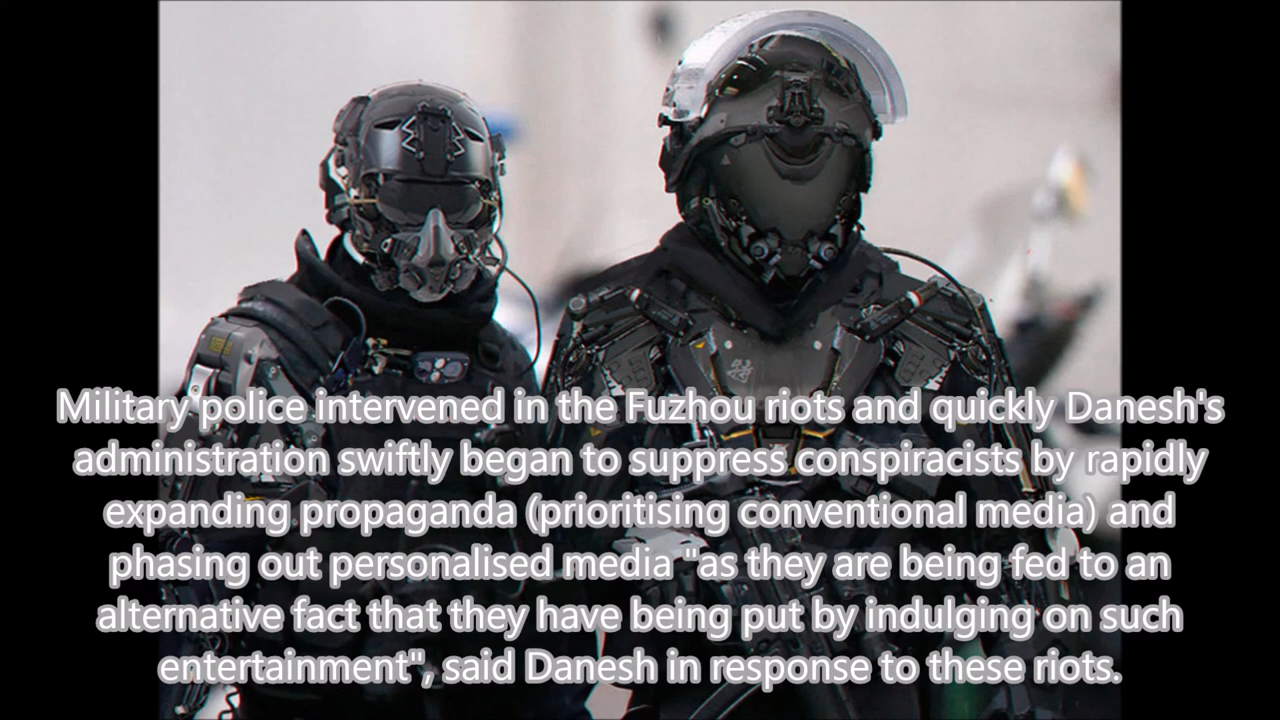 Military police intervened in the Fuzhou riots and quickly Danesh's
administration swiftly began to suppress conspiracists by rapidly
expanding propaganda (prioritising conventional media) and
phasing out personalised media "as they are being fed to an
alternative fact that they have being put by indulging on such
entertainment", said Danesh in response to these riots.